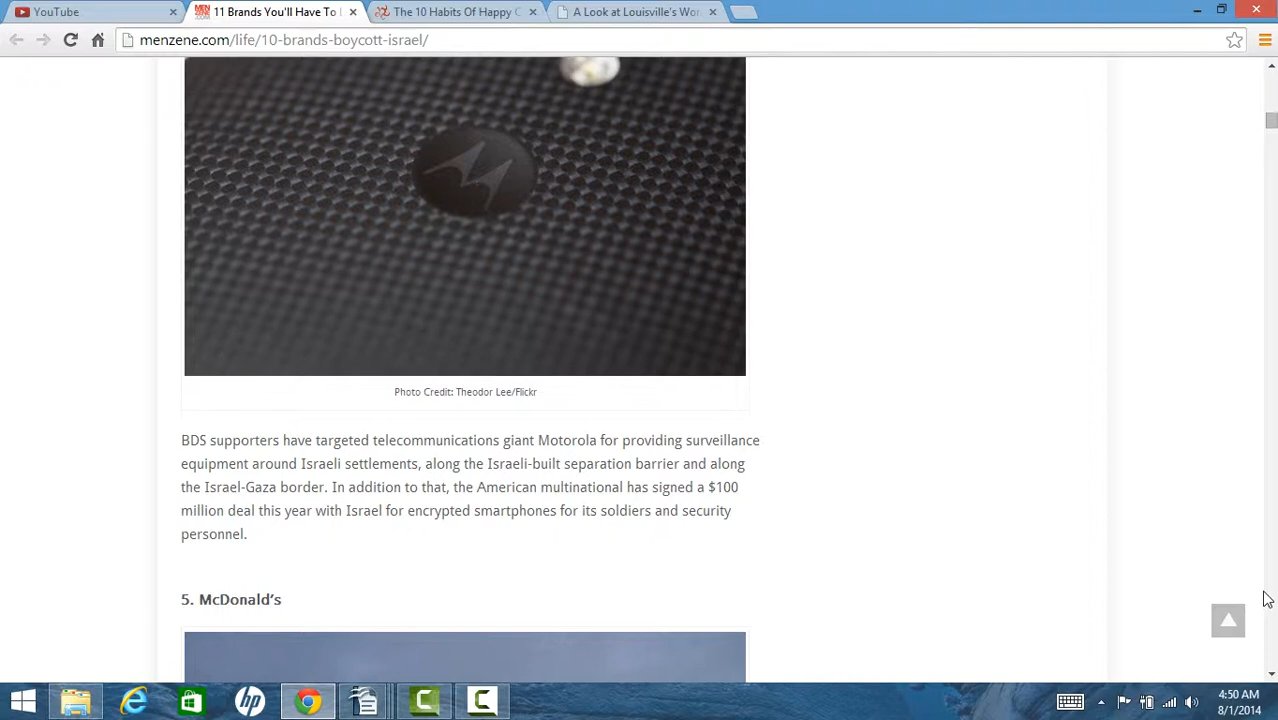 YouTube
MEN ZENE .COM
11 Brands You'll Have To
The 10 Habits Of Happy C
A Look at Louisville's Wor
menzene.com/life/10-brands-boycott-israel/
Photo Credit: Theodor Lee/Flickr
BDS supporters have targeted telecommunications giant Motorola for providing surveillance
equipment around Israeli settlements, along the Israeli-built separation barrier and along
the Israel-Gaza border. In addition to that, the American multinational has signed a $100
million deal this year with Israel for encrypted smartphones for its soldiers and security
personnel.
5. McDonald's
hp
4:50 AM
8/1/2014